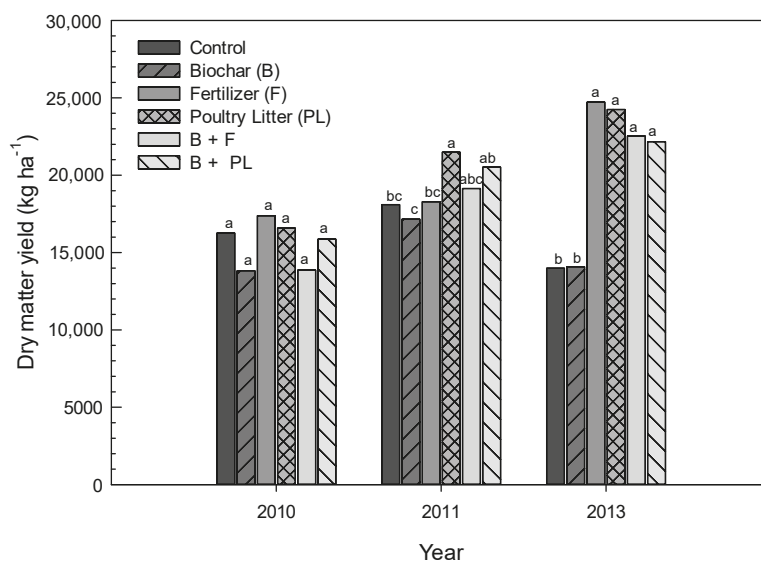 30,000
25,000
20,000
15,000
10,000
5000
0
Dry matter yield (kg ha⁻¹)
Control
Biochar (B)
Fertilizer (F)
Poultry Litter (PL)
B + F
B + PL
a a a a a a
bc c bc a abc ab
b b a a a a
2010 2011 2013
Year